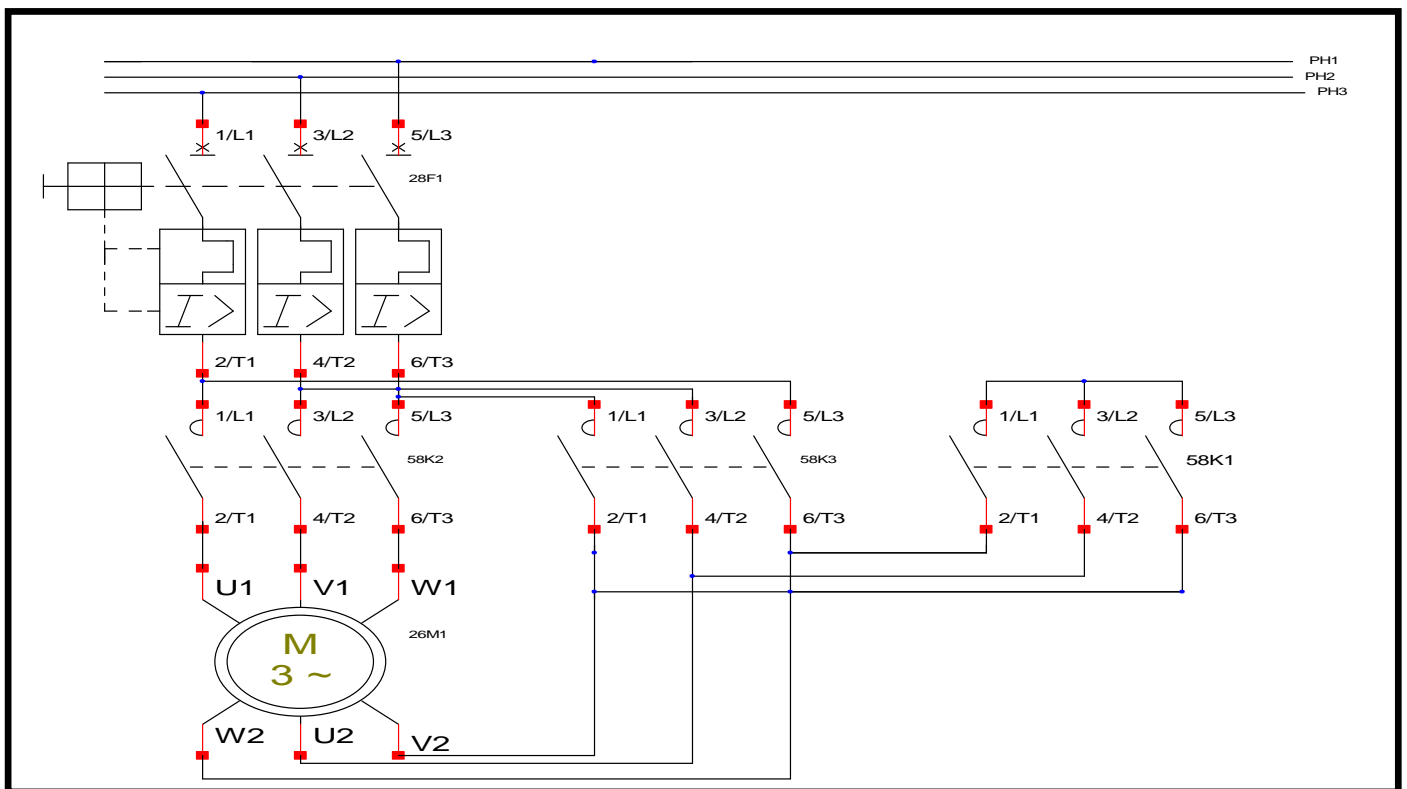 PH1
PH2
PH3
1/L1 3/L2 5/L3
28F1
I> I> I>
2/T1 4/T2 6/T3
1/L1 3/L2 5/L3 1/L1 3/L2 5/L3 1/L1 3/L2 5/L3
58K2 58K3 58K1
2/T1 4/T2 6/T3 2/T1 4/T2 6/T3 2/T1 4/T2 6/T3
U1 V1 W1
26M1
M
3 ~
W2 U2 V2